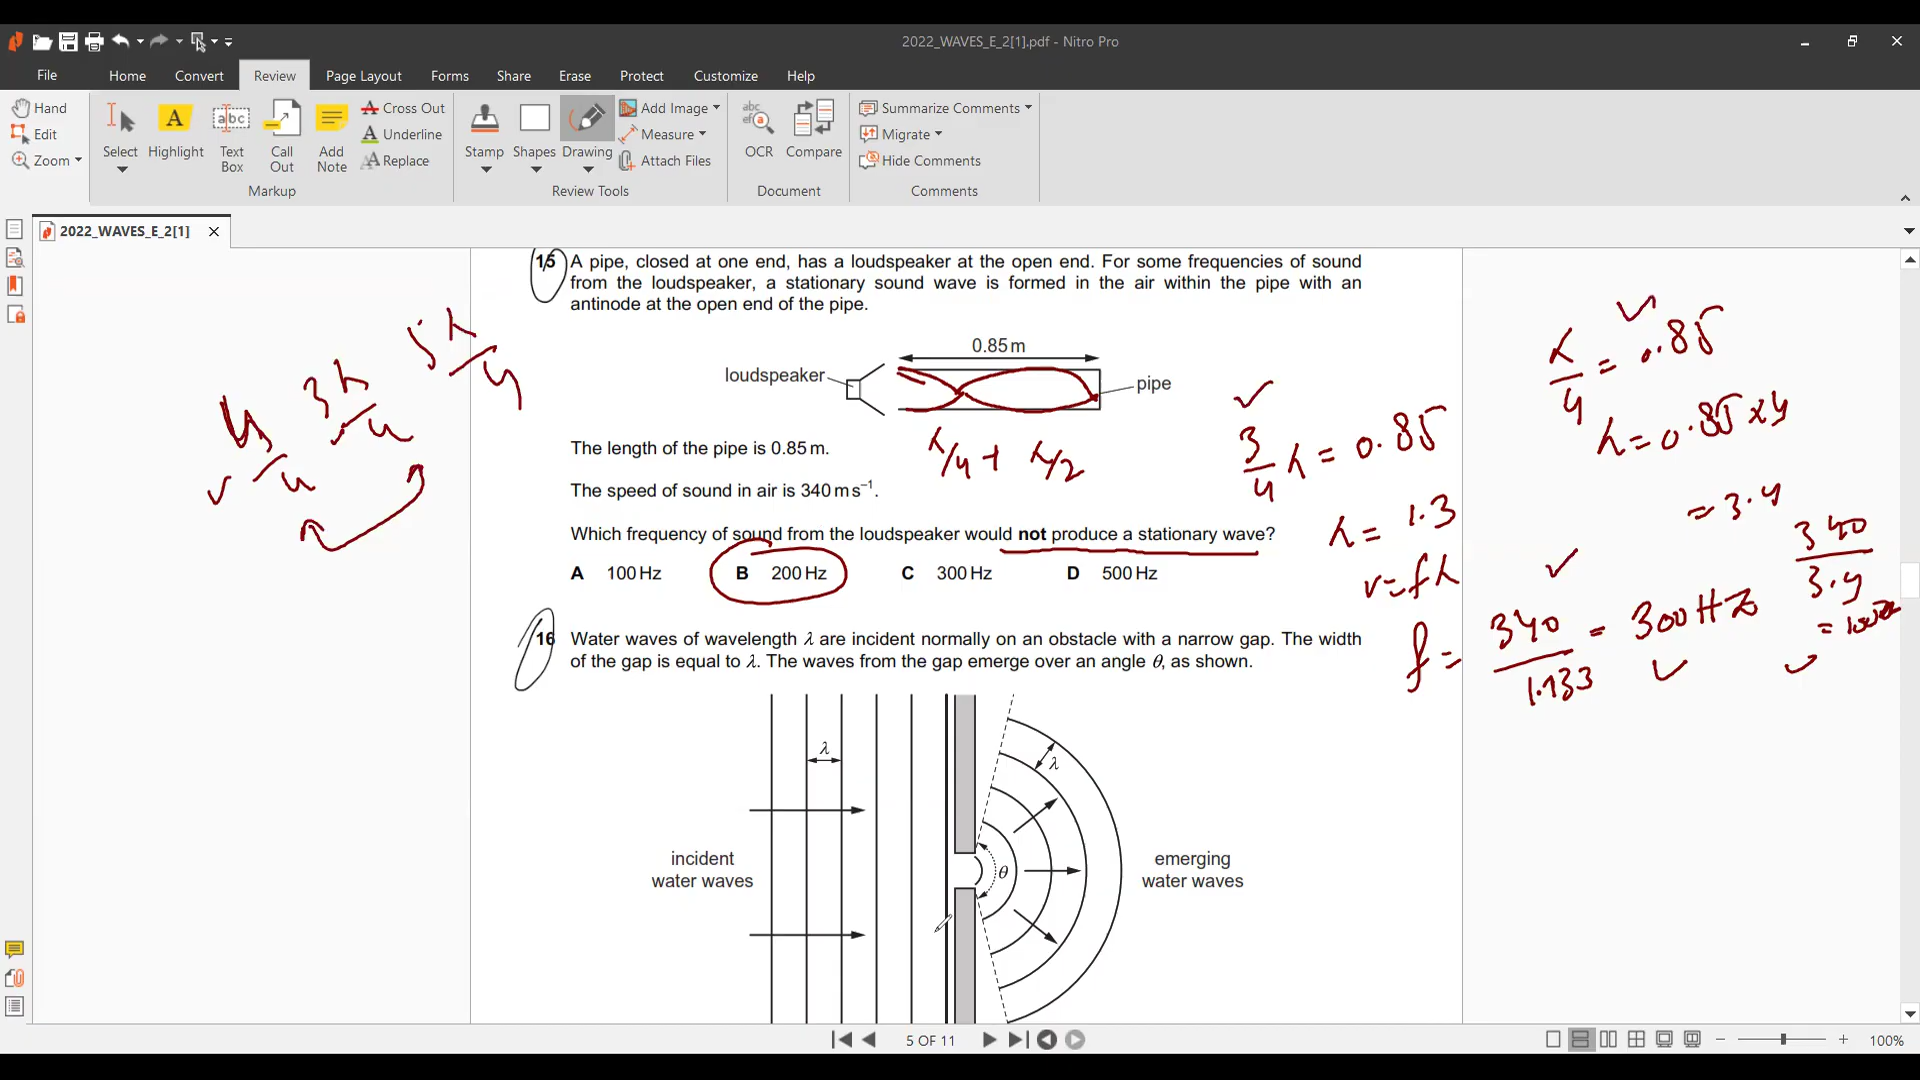 2022_WAVES_E_2[1].pdf - Nitro Pro
File Home Convert Review Page Layout Forms Share Erase Protect Customize Help
Hand
Edit
Zoom
Select
Highlight
Text Box
Call Out
Add Note
Cross Out
Underline
Replace
Markup
Stamp
Shapes
Drawing
Add Image
Measure
Attach Files
Review Tools
OCR
Compare
Document
Summarize Comments
Migrate
Hide Comments
Comments
2022_WAVES_E_2[1]
15 A pipe, closed at one end, has a loudspeaker at the open end. For some frequencies of sound
from the loudspeaker, a stationary sound wave is formed in the air within the pipe with an
antinode at the open end of the pipe.
0.85 m
loudspeaker
pipe
λ/4 + λ/2
3λ/4
5λ/4
The length of the pipe is 0.85 m.
The speed of sound in air is 340 m s⁻¹.
Which frequency of sound from the loudspeaker would not produce a stationary wave?
A 100 Hz B 200 Hz C 300 Hz D 500 Hz
3/4 λ = 0.85
λ = 1.3
v = fλ
f = 340/1.133 = 300 HZ
λ/4 = 0.85
λ = 0.85 x 4
= 3.4
340/3.4
16 Water waves of wavelength λ are incident normally on an obstacle with a narrow gap. The width
of the gap is equal to λ. The waves from the gap emerge over an angle θ, as shown.
λ
λ
θ
incident
water waves
emerging
water waves
5 OF 11
100%